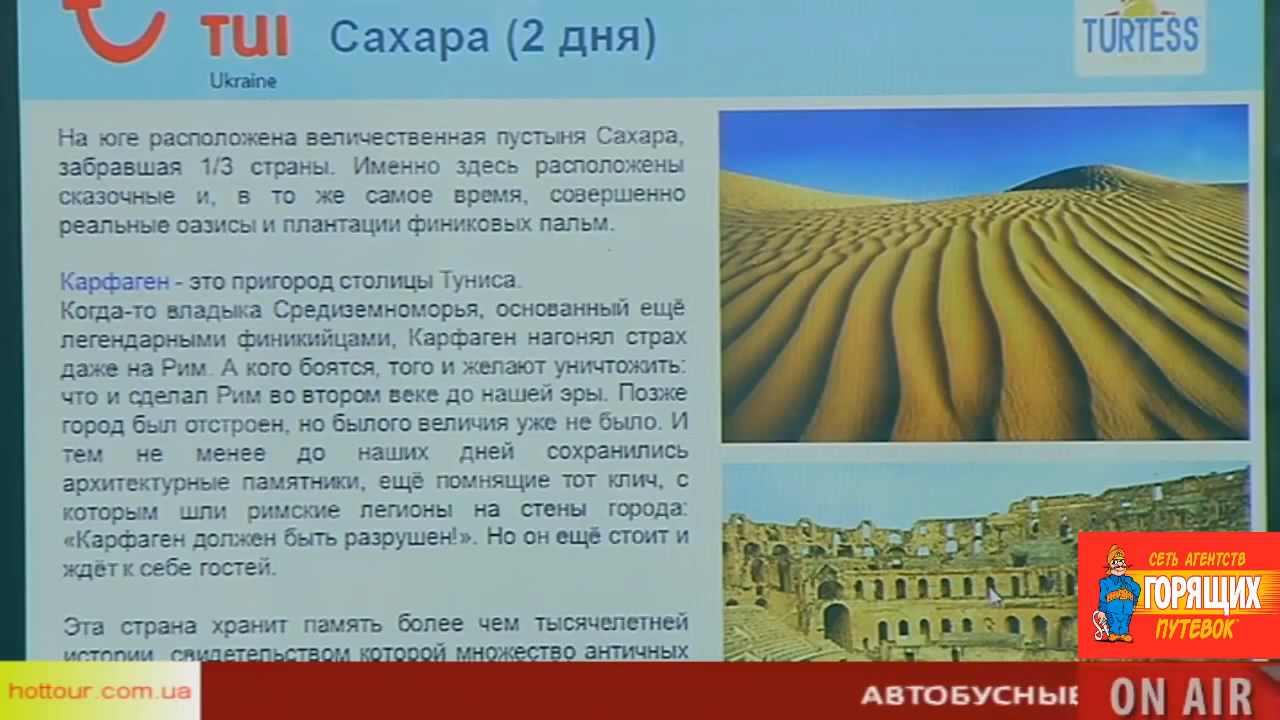 TUI
Ukraine
Сахара (2 дня)
TURTESS
На юге расположена величественная пустыня Сахара,
забравшая 1/3 страны. Именно здесь расположены
сказочные и, в то же самое время, совершенно
реальные оазисы и плантации финиковых пальм.
Карфаген - это пригород столицы Туниса.
Когда-то владыка Средиземноморья, основанный ещё
легендарными финикийцами, Карфаген нагонял страх
даже на Рим. А кого боятся, того и желают уничтожить:
что и сделал Рим во втором веке до нашей эры. Позже
город был отстроен, но былого величия уже не было. И
тем не менее до наших дней сохранились
архитектурные памятники, ещё помнящие тот клич, с
которым шли римские легионы на стены города:
«Карфаген должен быть разрушен!». Но он ещё стоит и
ждёт к себе гостей.
Эта страна хранит память более чем тысячелетней
истории, свидетельством которой множество античных
СЕТЬ АГЕНТСТВ
ГОРЯЩИХ
ПУТЕВОК
hottour.com.ua
АВТОБУСНЫЕ
ON AIR